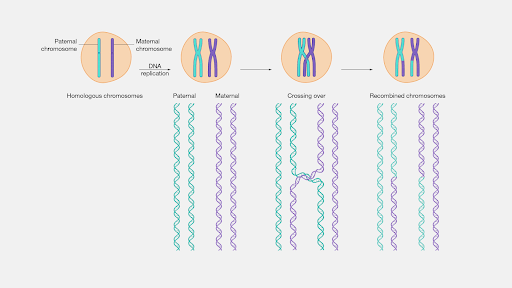 Paternal
chromosome
Maternal
chromosome
DNA
replication
Homologous chromosomes
Paternal
Maternal
Crossing over
Recombined chromosomes